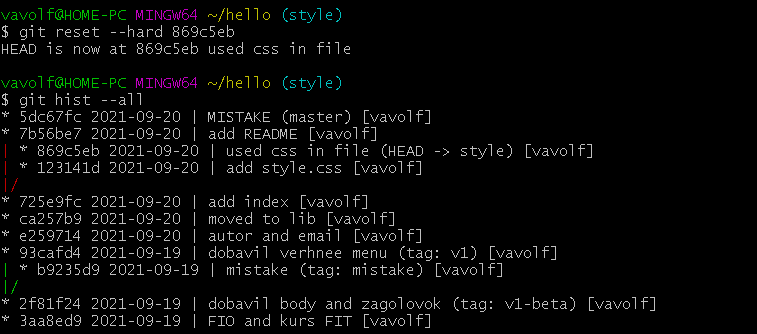 vavolf@HOME-PC MINGW64 ~/hello (style)
$ git reset --hard 869c5eb
HEAD is now at 869c5eb used css in file

vavolf@HOME-PC MINGW64 ~/hello (style)
$ git hist --all
* 5dc67fc 2021-09-20 | MISTAKE (master) [vavolf]
* 7b56be7 2021-09-20 | add README [vavolf]
| * 869c5eb 2021-09-20 | used css in file (HEAD -> style) [vavolf]
| * 123141d 2021-09-20 | add style.css [vavolf]
|/
* 725e9fc 2021-09-20 | add index [vavolf]
* ca257b9 2021-09-20 | moved to lib [vavolf]
* e259714 2021-09-20 | autor and email [vavolf]
* 93cafd4 2021-09-19 | dobavil verhnee menu (tag: v1) [vavolf]
| * b9235d9 2021-09-19 | mistake (tag: mistake) [vavolf]
|/
* 2f81f24 2021-09-19 | dobavil body and zagolovok (tag: v1-beta) [vavolf]
* 3aa8ed9 2021-09-19 | FIO and kurs FIT [vavolf]